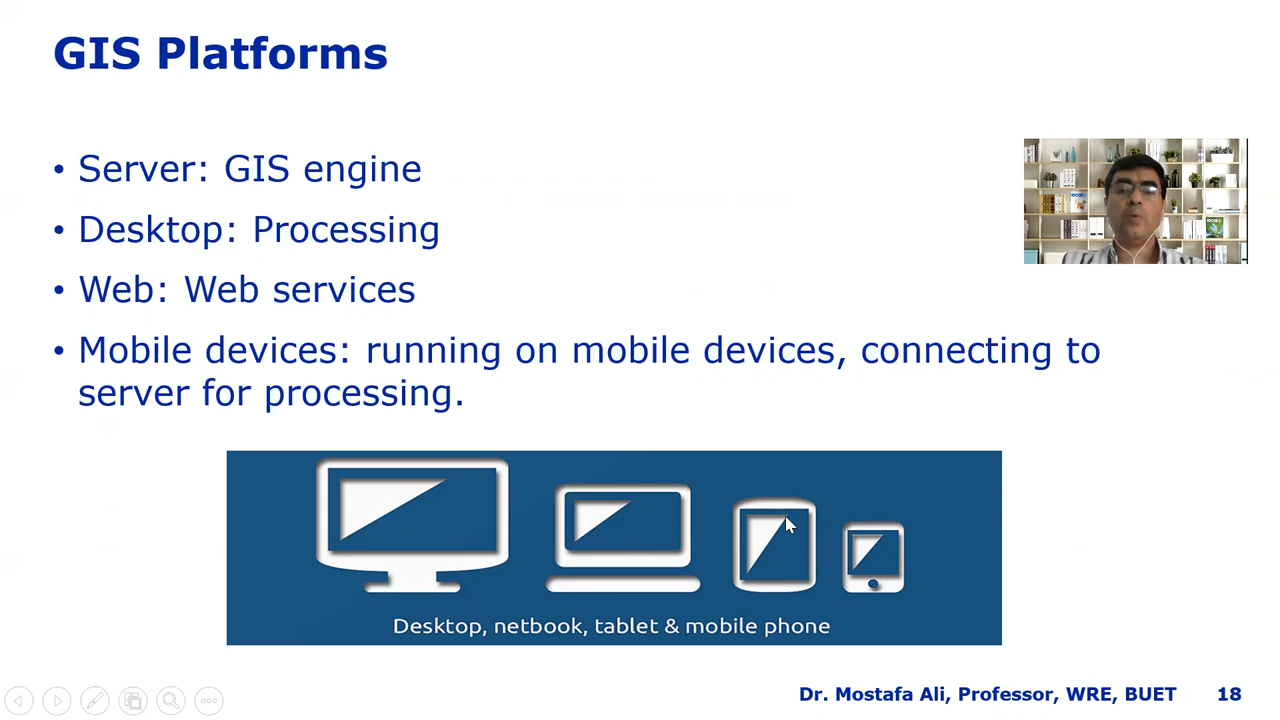 GIS Platforms
• Server: GIS engine
• Desktop: Processing
• Web: Web services
• Mobile devices: running on mobile devices, connecting to
server for processing.
Desktop, netbook, tablet & mobile phone
Dr. Mostafa Ali, Professor, WRE, BUET 18